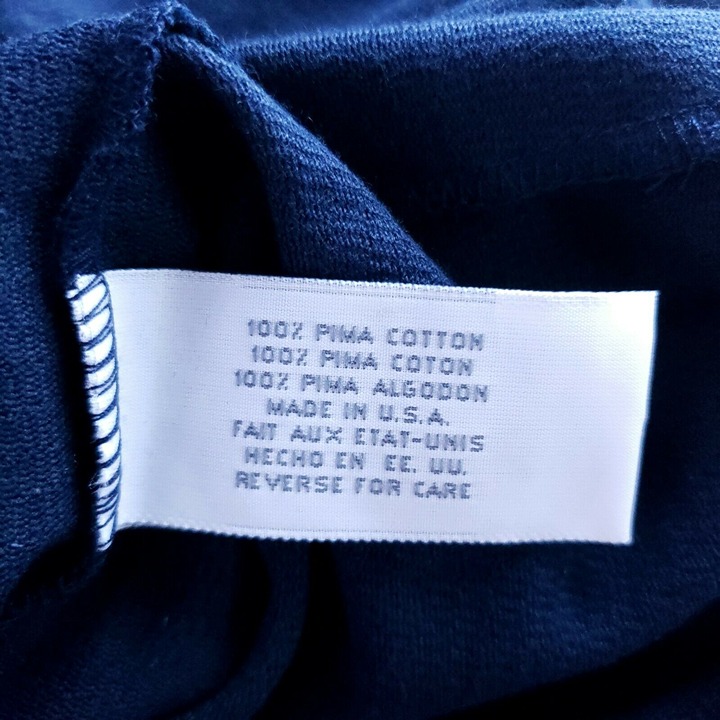 100% PIMA COTTON
100% PIMA COTON
100% PIMA ALGODON
MADE IN U.S.A.
FAIT AUX ETAT-UNIS
HECHO EN EE. UU.
REVERSE FOR CARE